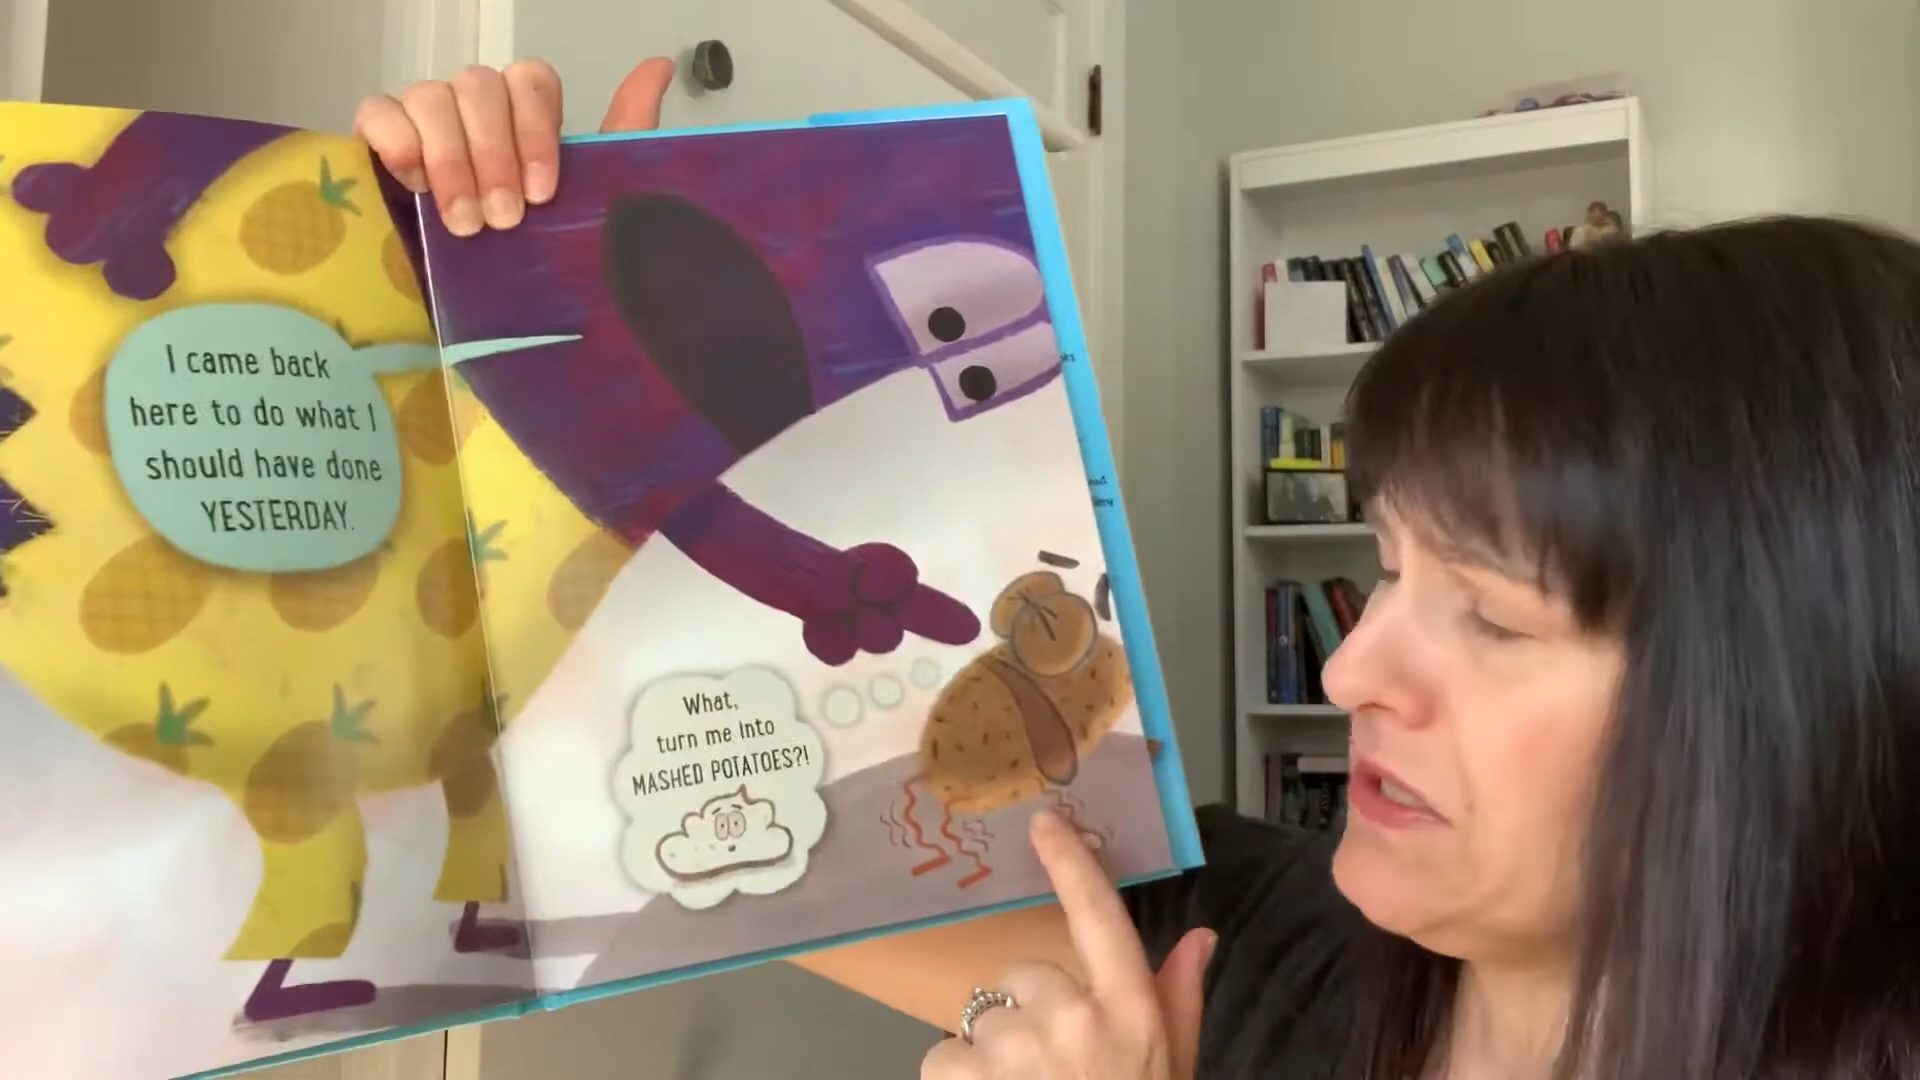 I came back
here to do what I
should have done
YESTERDAY.
What,
turn me into
MASHED POTATOES?!